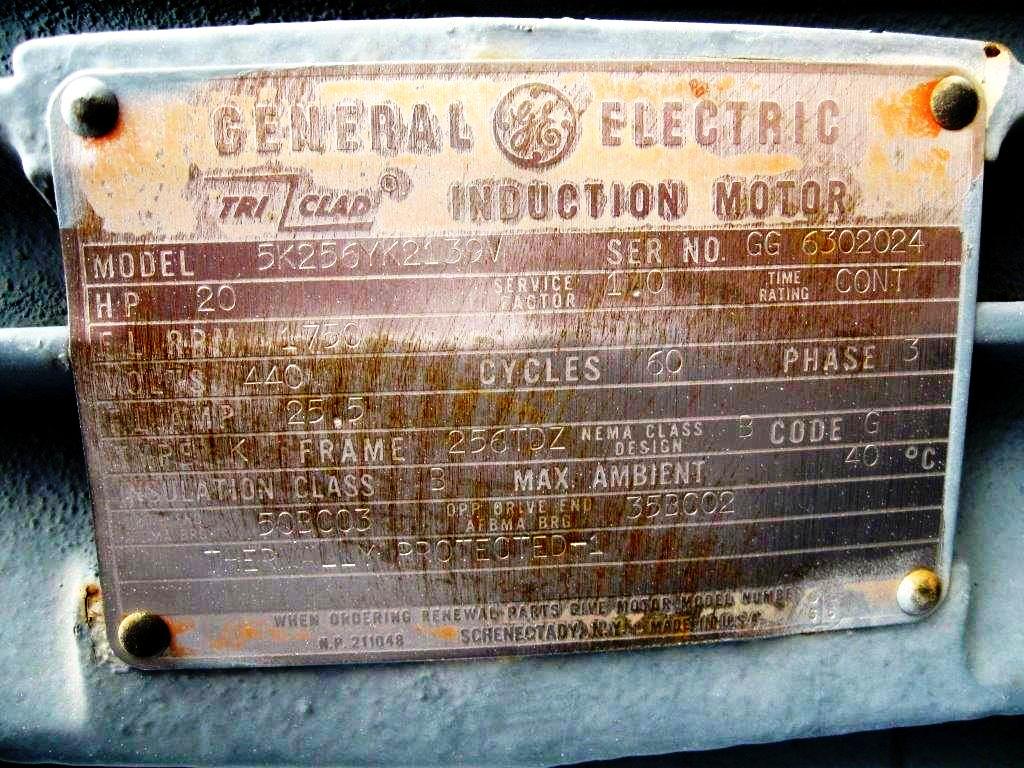 GENERAL GE ELECTRIC
TRI CLAD ® INDUCTION MOTOR
MODEL 5K256YK2139V SER NO. GG 6302024
HP 20 SERVICE FACTOR 1.0 TIME RATING CONT
F.L. RPM 1750
VOLTS 440 CYCLES 60 PHASE 3
F.L. AMP 25.5
TYPE K FRAME 256TDZ NEMA CLASS DESIGN B CODE G
INSULATION CLASS B MAX. AMBIENT 40 °C
50BC03 OPP DRIVE END AFBMA BRG 35BC02
THERMALLY PROTECTED-1
WHEN ORDERING RENEWAL PARTS GIVE MOTOR MODEL NUMBER
N.P. 211048 SCHENECTADY, N.Y. MADE IN U.S.A.